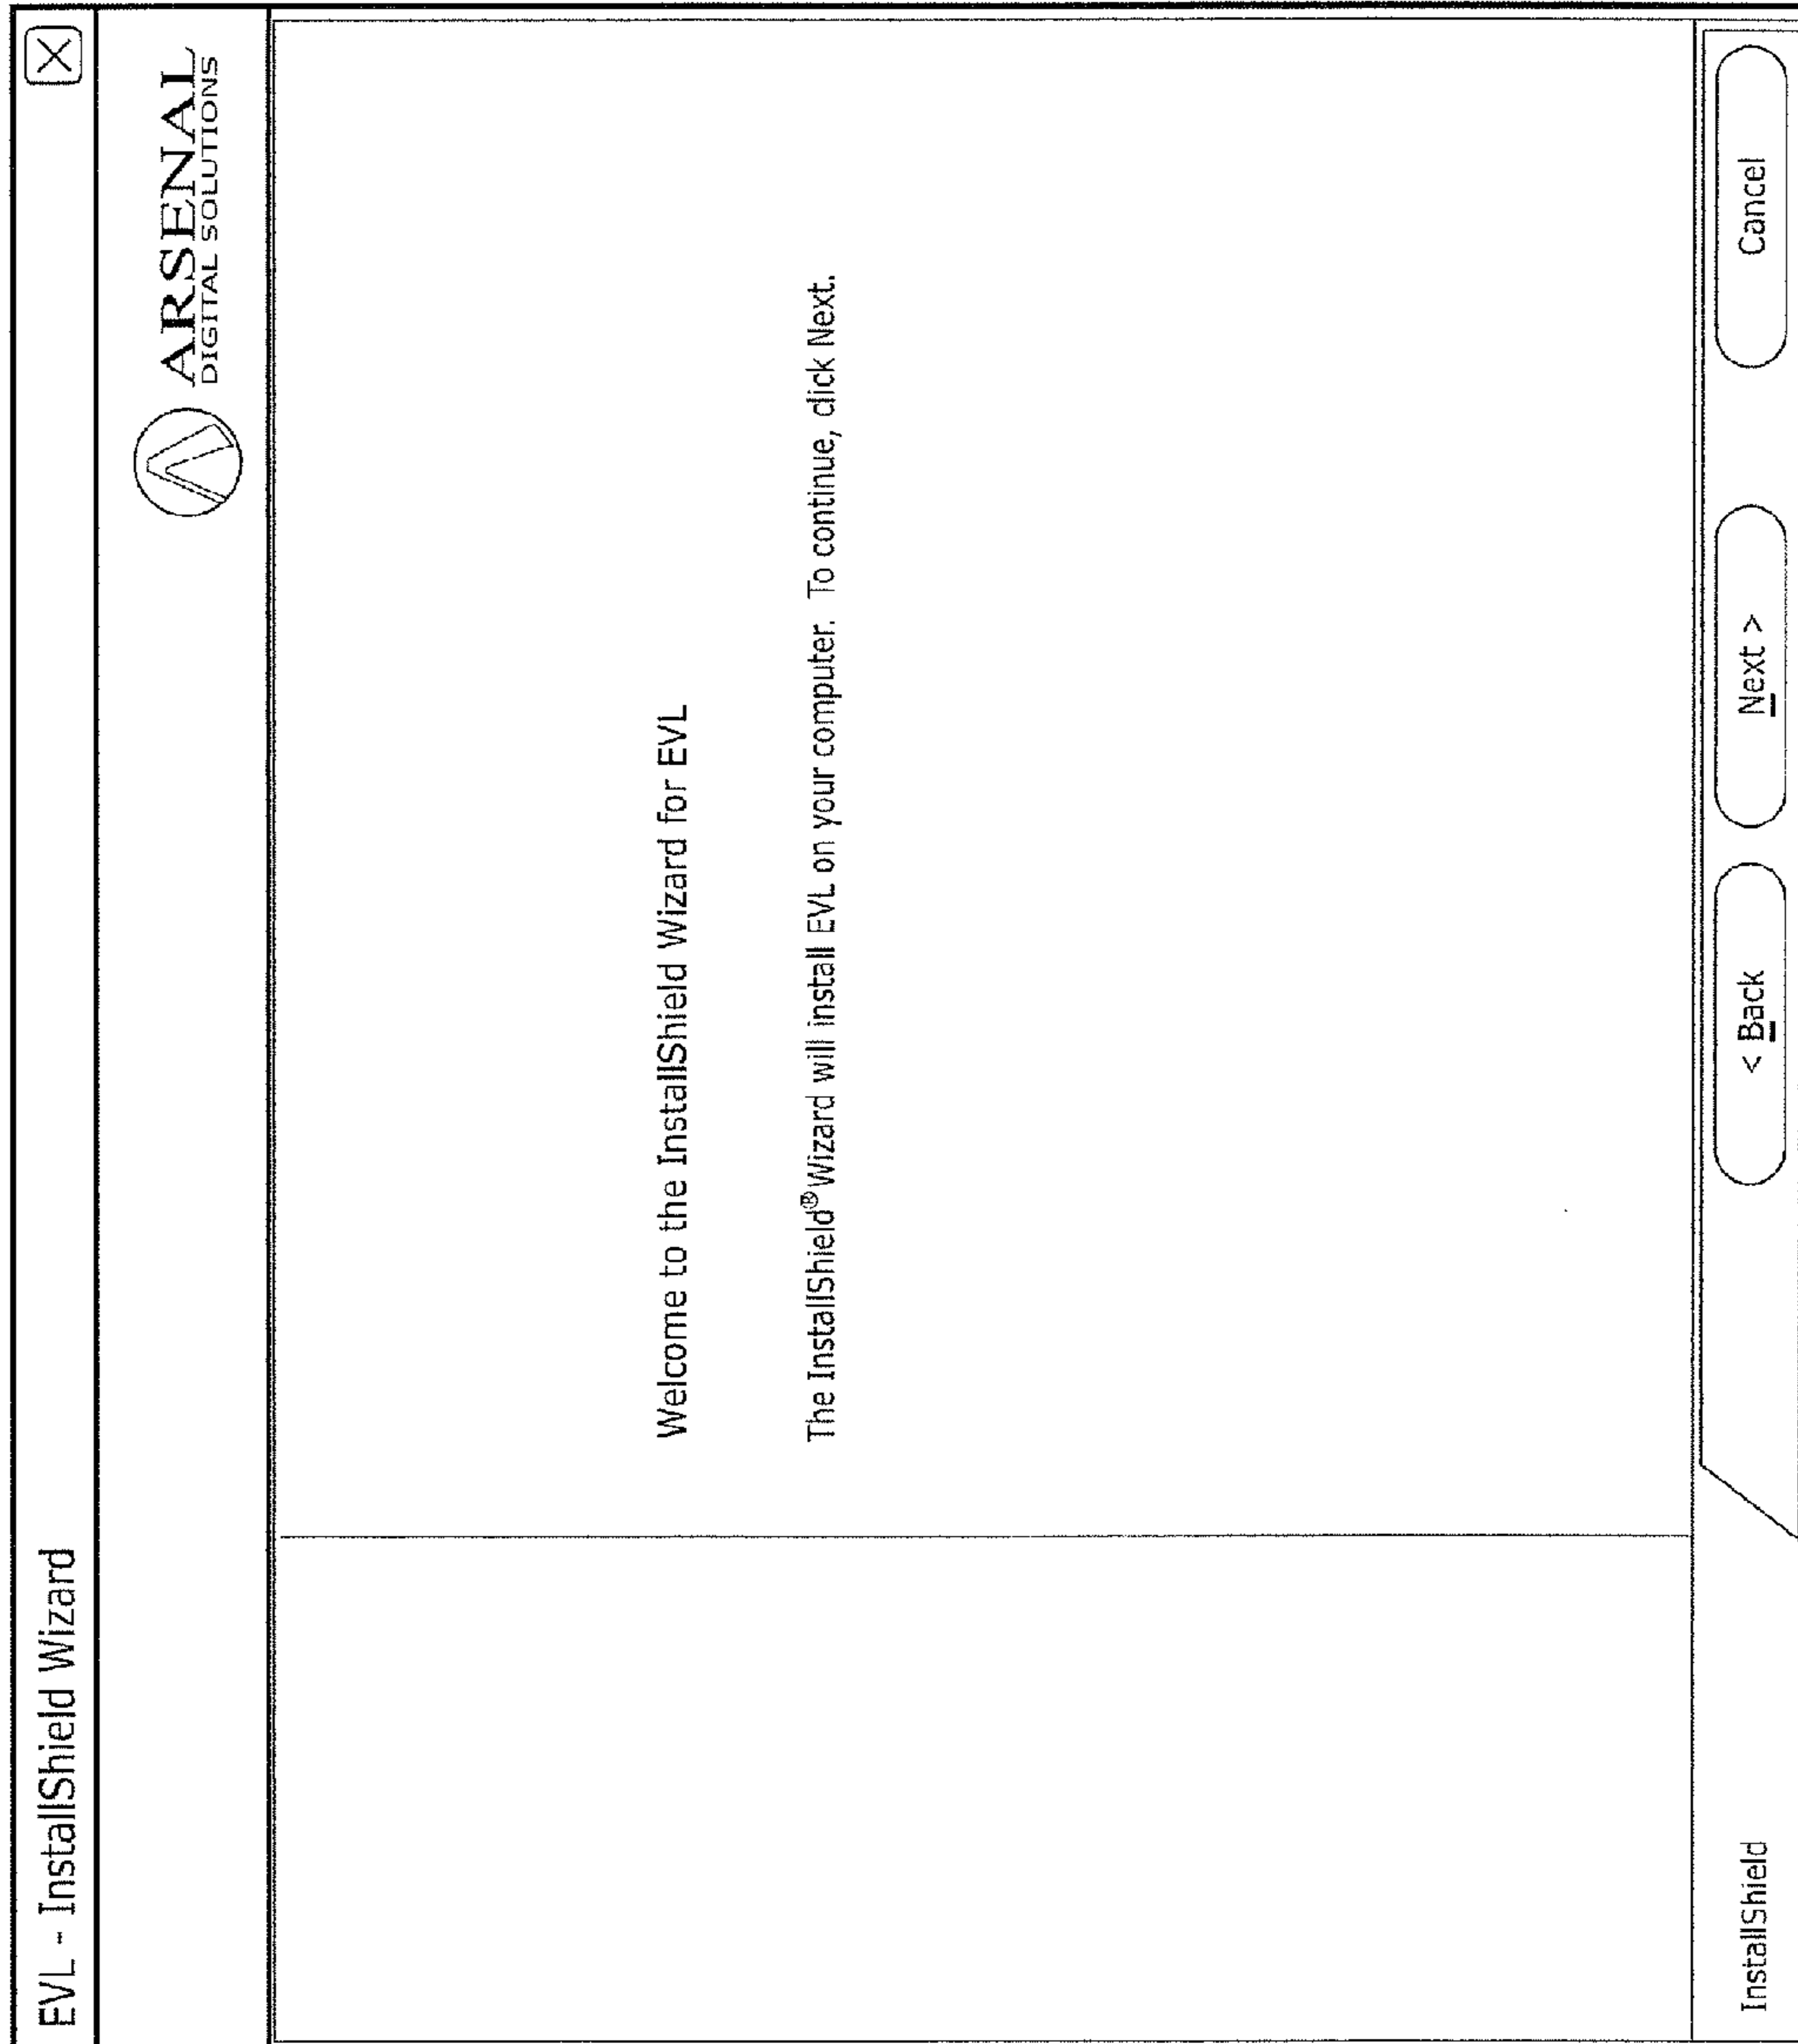 EVL - InstallShield Wizard
ARSENAL
DIGITAL SOLUTIONS
Welcome to the InstallShield Wizard for EVL
The InstallShield® Wizard will install EVL on your computer. To continue, click Next.
InstallShield
< Back
Next >
Cancel